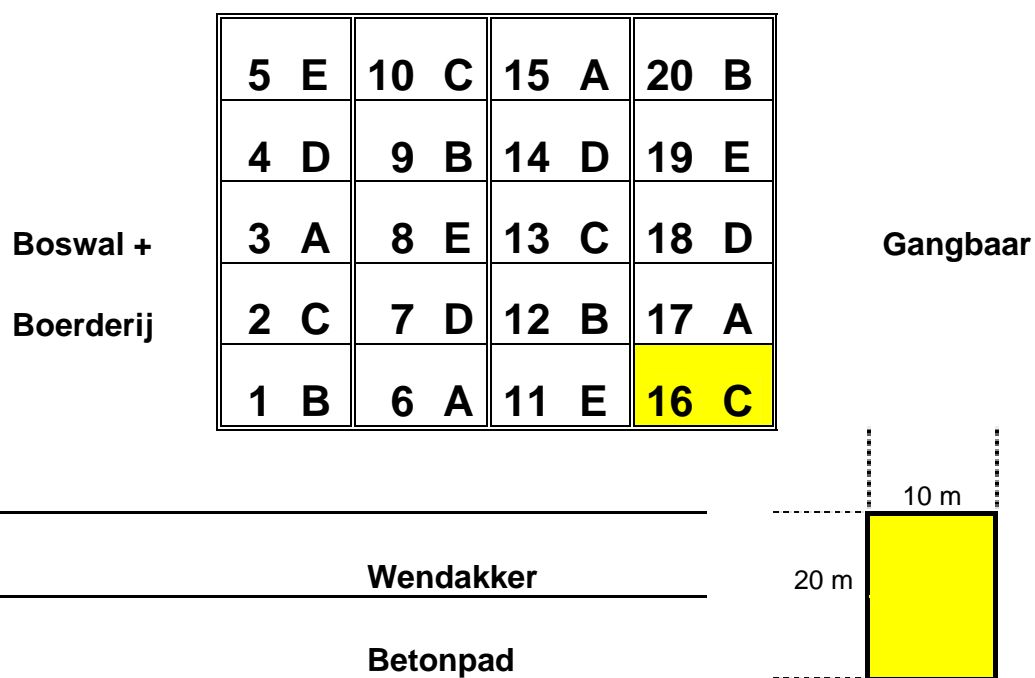 5 E 10 C 15 A 20 B
4 D 9 B 14 D 19 E
Boswal + 3 A 8 E 13 C 18 D Gangbaar
Boerderij 2 C 7 D 12 B 17 A
1 B 6 A 11 E 16 C
10 m
Wendakker 20 m
Betonpad